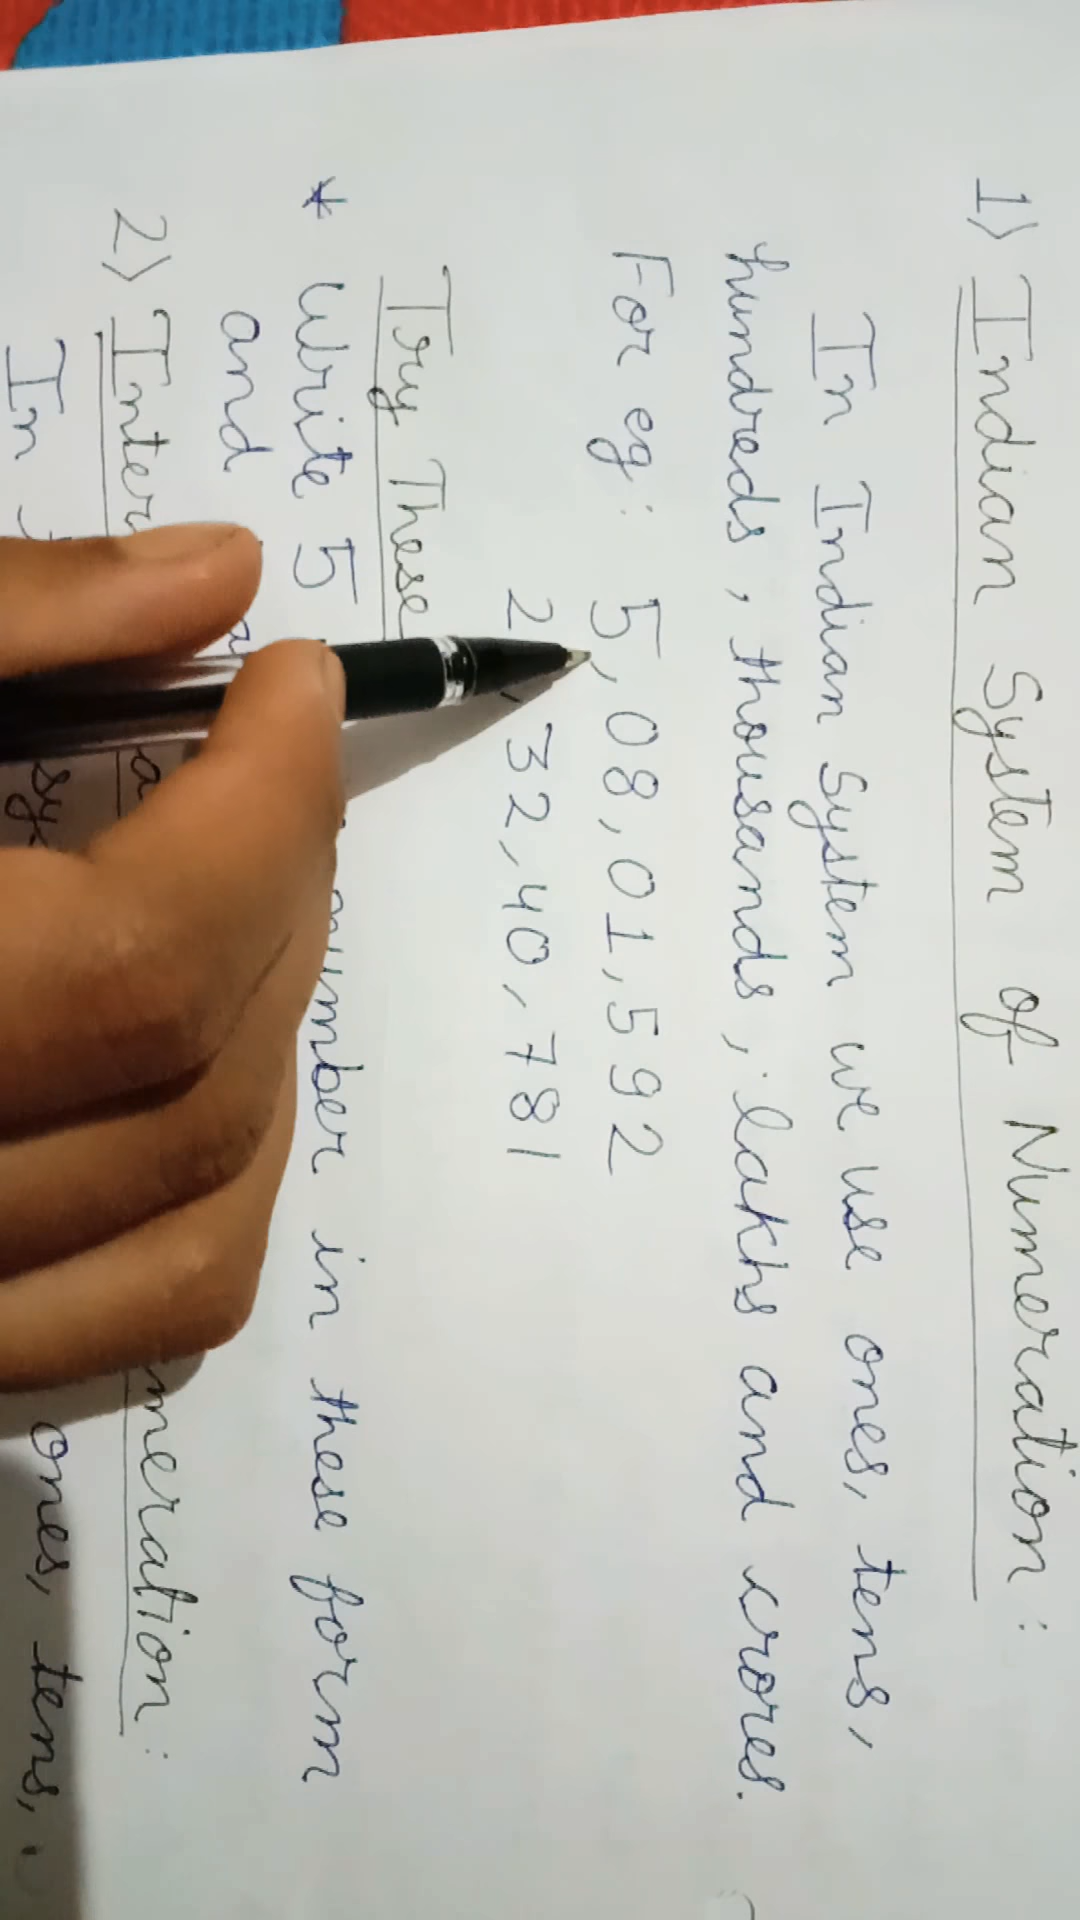 1) Indian System of Numeration :
In Indian System we use ones, tens,
hundreds, thousands, lakhs and crores.
For eg: 5,08,01,592
2, 32,40,781
Try These
* Write 5 number in these form
and
2) Inter meration :
In ones, tens,